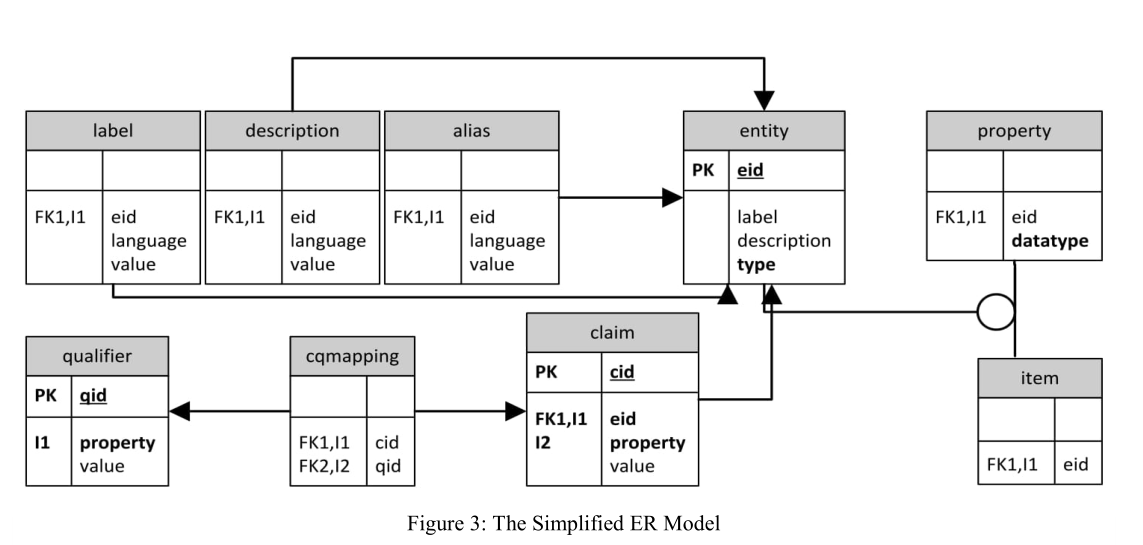 label
FK1,I1 eid
language
value
description
FK1,I1 eid
language
value
alias
FK1,I1 eid
language
value
entity
PK eid
label
description
type
property
FK1,I1 eid
datatype
qualifier
PK qid
I1 property
value
cqmapping
FK1,I1 cid
FK2,I2 qid
claim
PK cid
FK1,I1 eid
I2 property
value
item
FK1,I1 eid
Figure 3: The Simplified ER Model